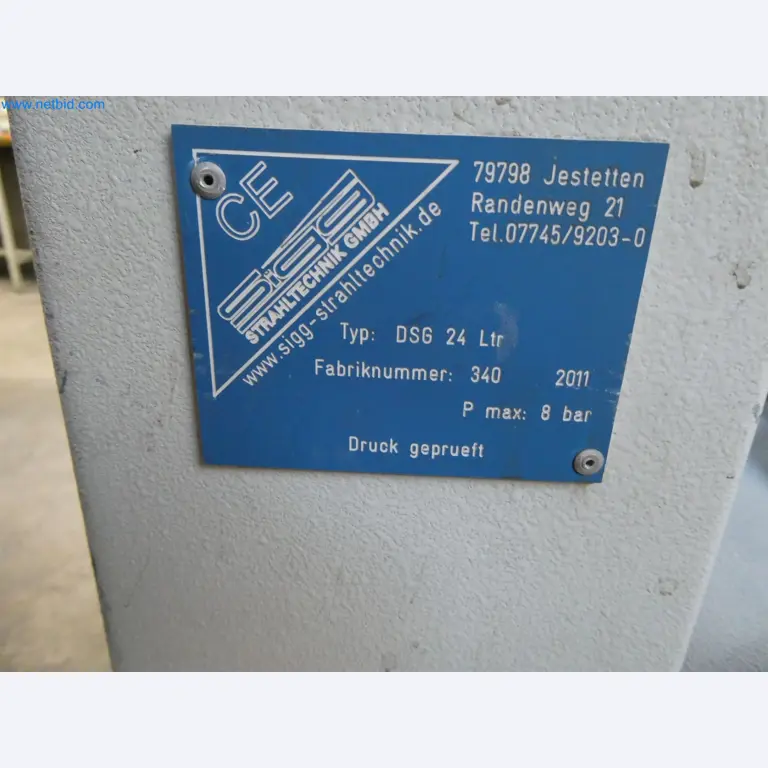 www.netbid.com
CE
SIGG
STRAHLTECHNIK GMBH
www.sigg-strahltechnik.de
79798 Jestetten
Randenweg 21
Tel.07745/9203-0
Typ: DSG 24 Ltr
Fabriknummer: 340 2011
P max: 8 bar
Druck geprueft